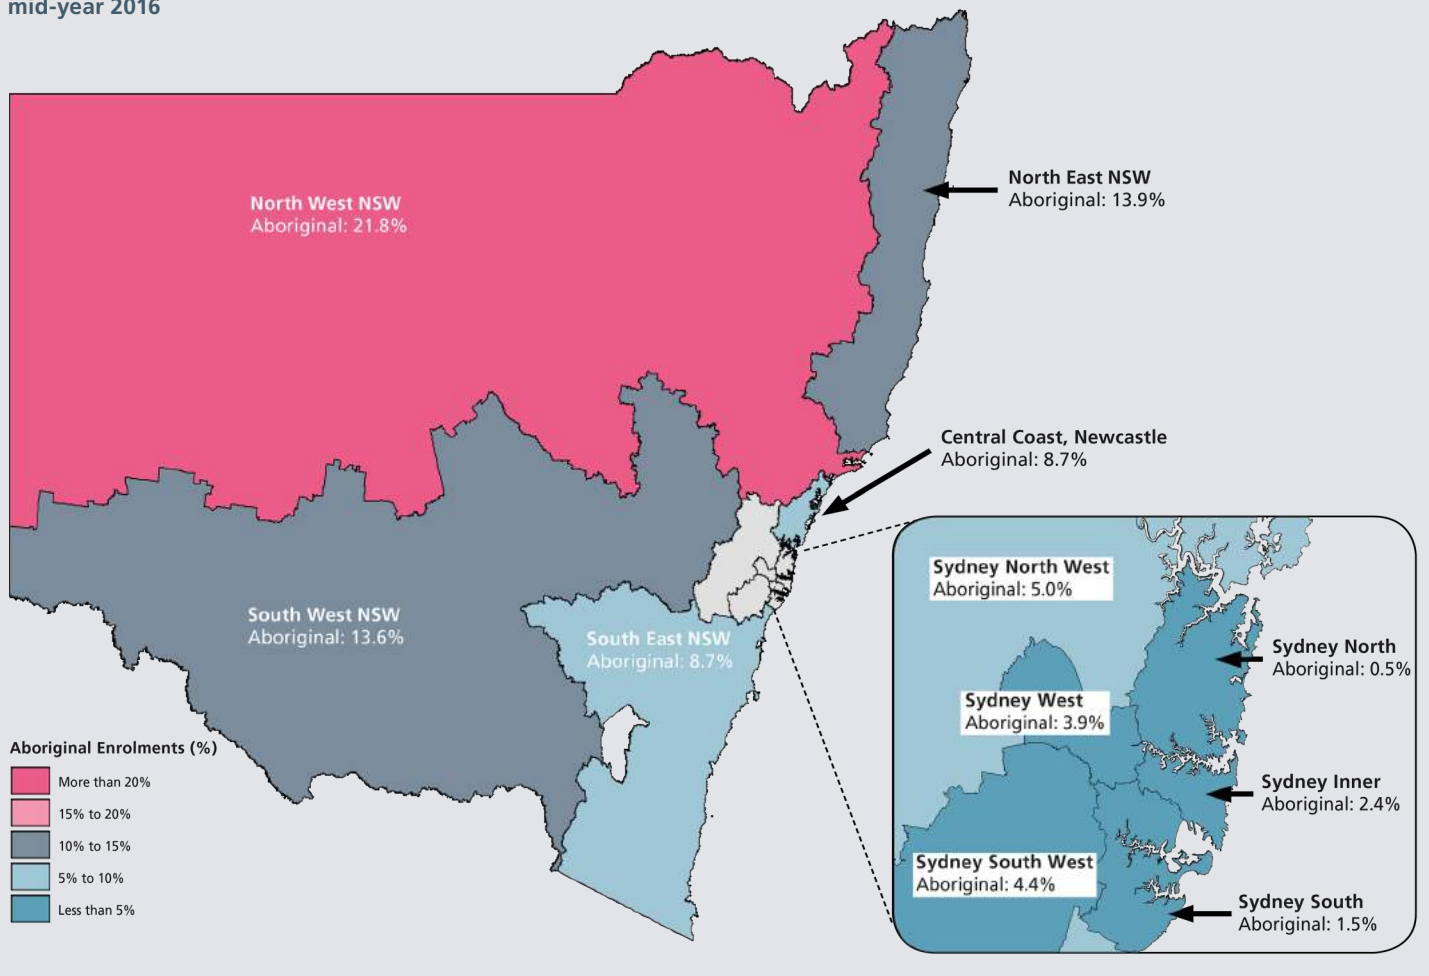 mid-year 2016
North West NSW
Aboriginal: 21.8%
North East NSW
Aboriginal: 13.9%
Central Coast, Newcastle
Aboriginal: 8.7%
South West NSW
Aboriginal: 13.6%
South East NSW
Aboriginal: 8.7%
Sydney North West
Aboriginal: 5.0%
Sydney North
Aboriginal: 0.5%
Sydney West
Aboriginal: 3.9%
Sydney Inner
Aboriginal: 2.4%
Sydney South West
Aboriginal: 4.4%
Sydney South
Aboriginal: 1.5%
Aboriginal Enrolments (%)
More than 20%
15% to 20%
10% to 15%
5% to 10%
Less than 5%